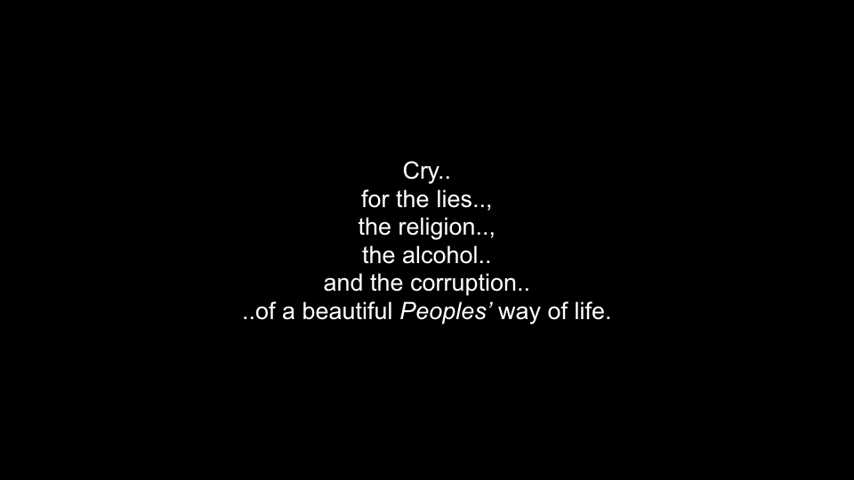 Cry..
for the lies..,
the religion..,
the alcohol..
and the corruption..
..of a beautiful Peoples’ way of life.